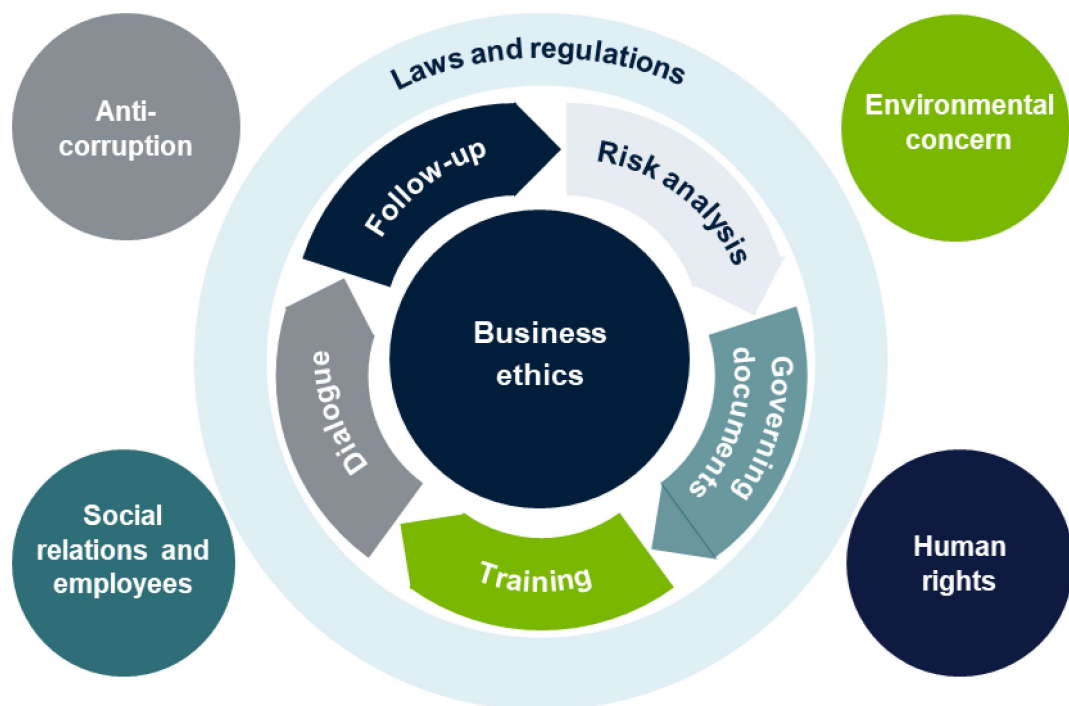 Laws and regulations
Anti-
corruption
Environmental
concern
Follow-up
Risk analysis
Business
ethics
Governing
documents
Dialogue
Training
Social
relations and
employees
Human
rights